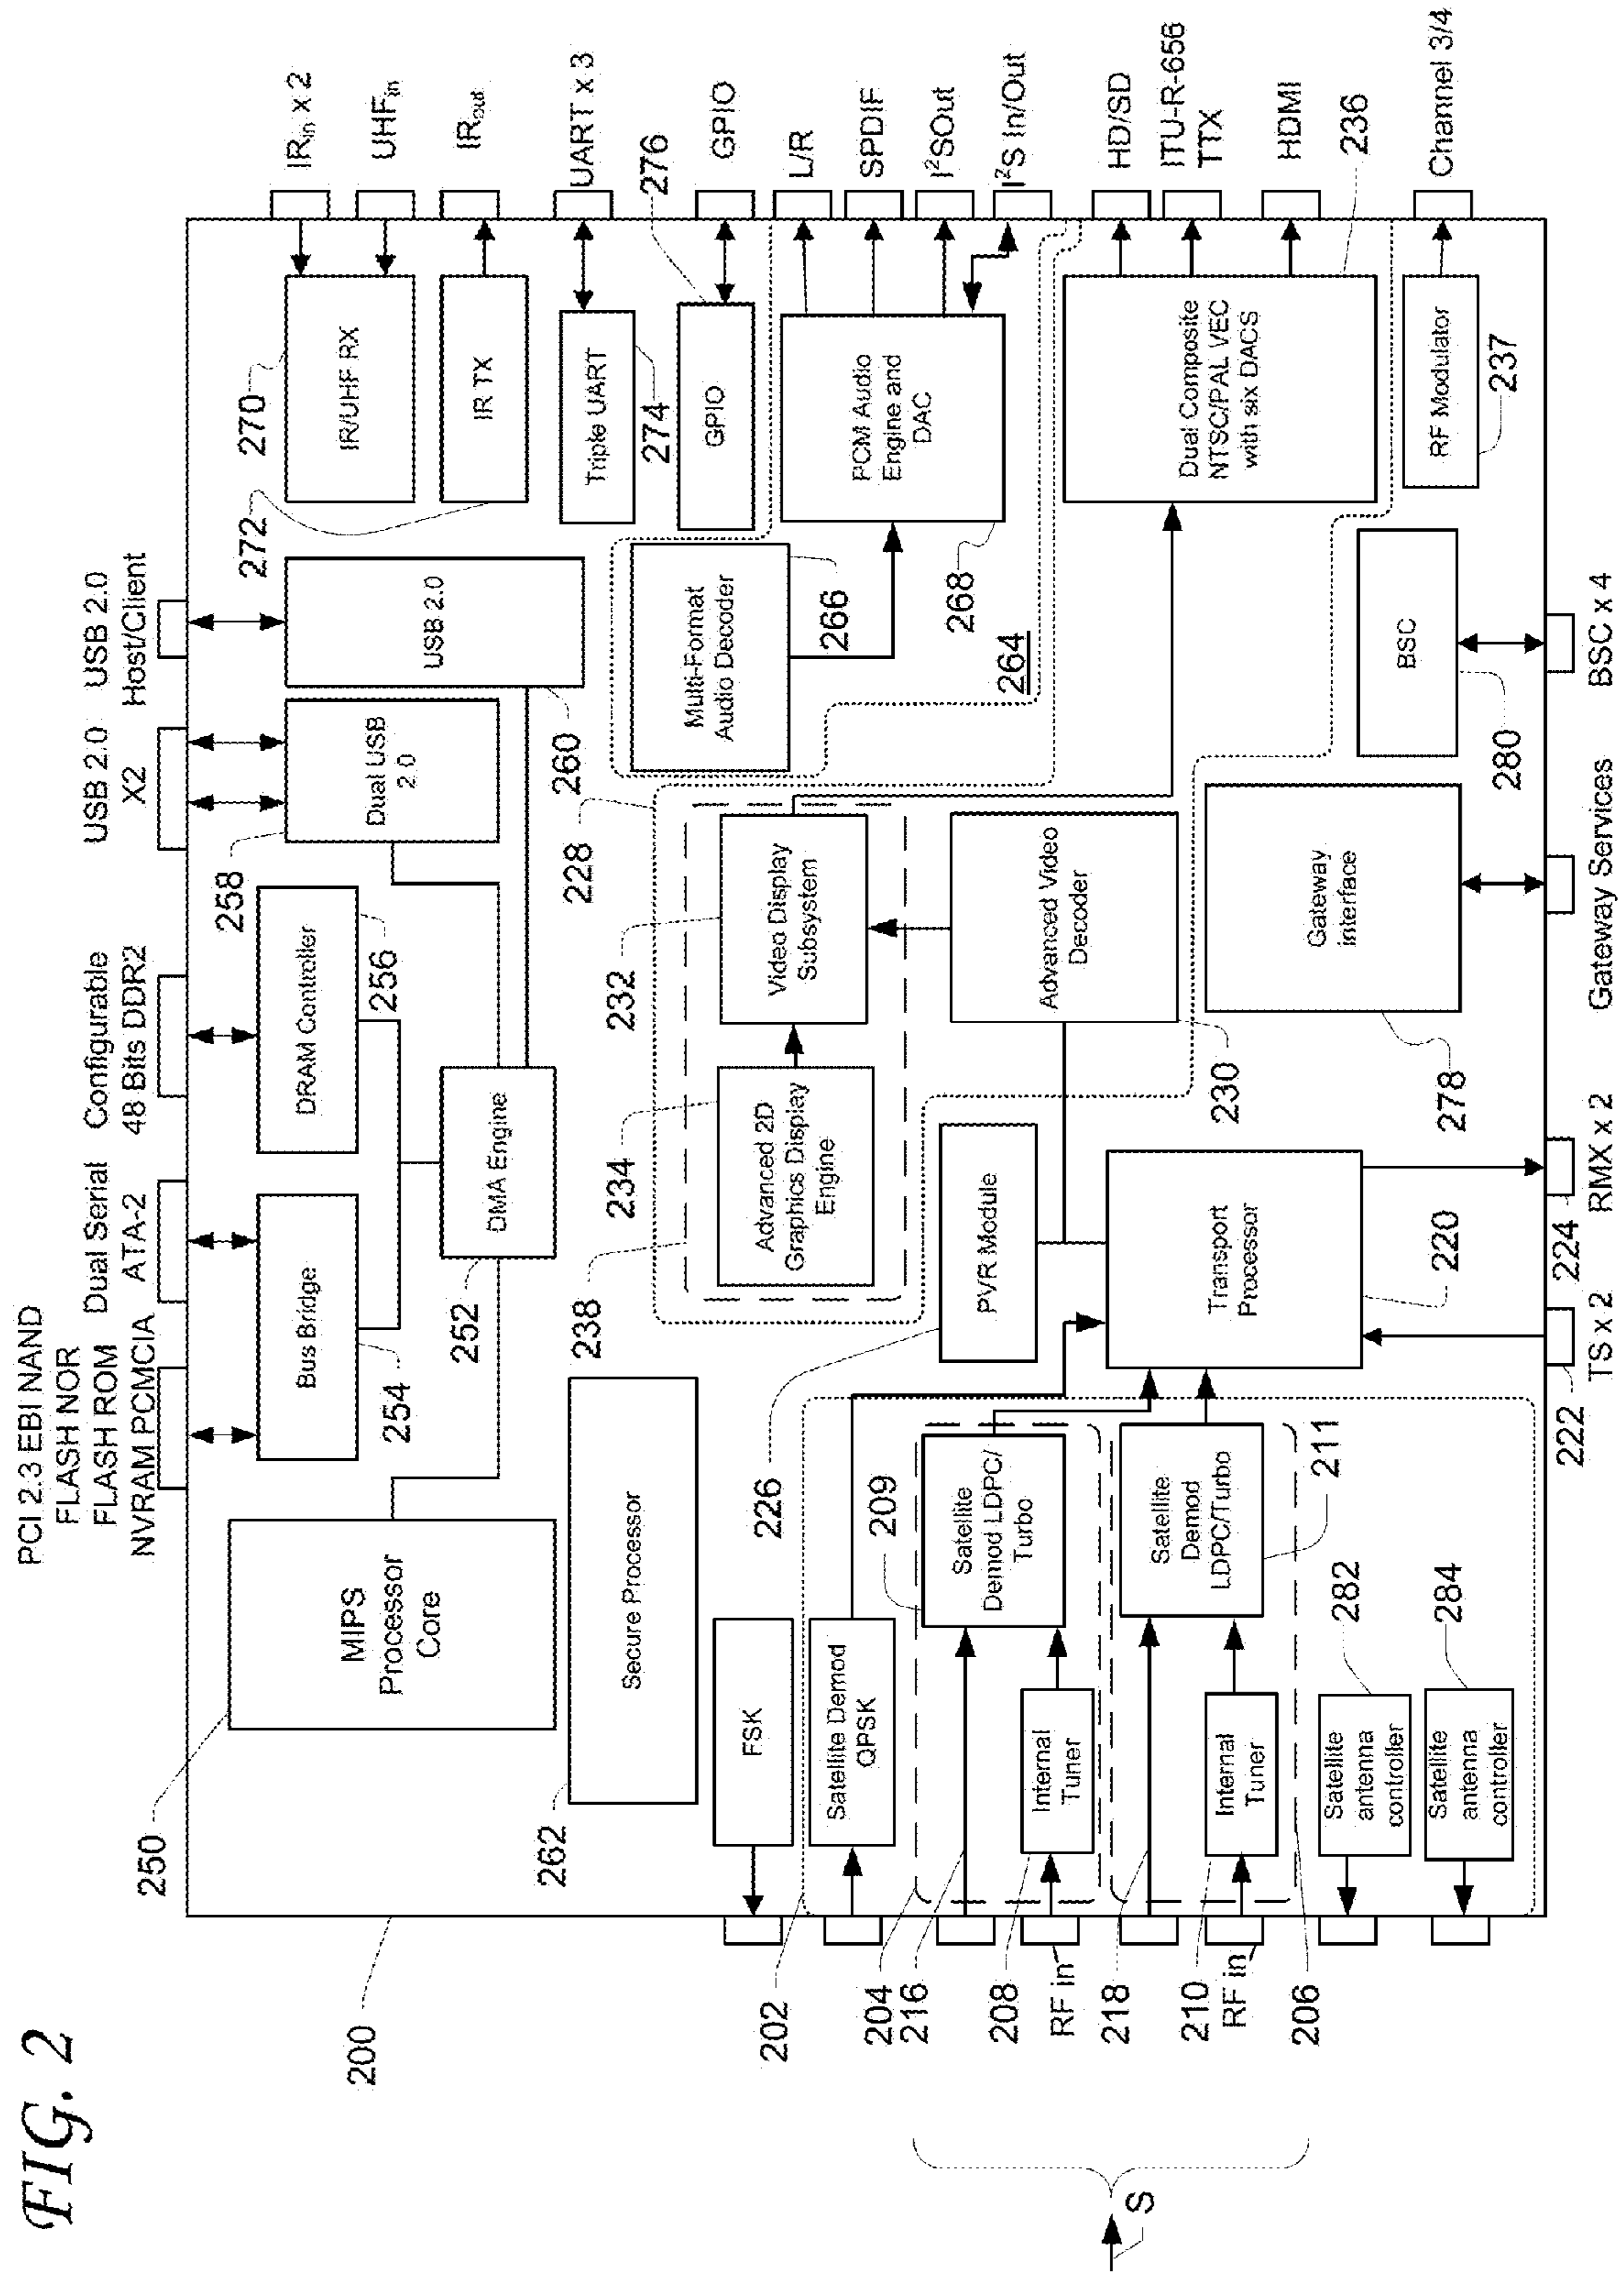 FIG. 2
PCI 2.3 EBI NAND
FLASH NOR
FLASH ROM
NVRAM PCMCIA
Dual Serial
ATA-2
Configurable
48 Bits DDR2
USB 2.0
X2
USB 2.0
Host/Client
200
250
MIPS
Processor
Core
254
Bus Bridge
DRAM Controller
256
258
Dual USB
2.0
USB 2.0
260
252
DMA Engine
262
Secure Processor
272
270
IR/UHF RX
IR TX
Triple UART
274
GPIO
276
IRin x 2
UHFin
IRout
UART x 3
GPIO
L/R
SPDIF
I2SOut
I2S In/Out
HD/SD
ITU-R-656
TTX
HDMI
236
Channel 3/4
228
Multi-Format
Audio Decoder
266
PCM Audio
Engine and
DAC
268
264
238
234
Advanced 2D
Graphics Display
Engine
232
Video Display
Subsystem
Advanced Video
Decoder
230
Dual Composite
NTSC/PAL VEC
with six DACS
RF Modulator
237
FSK
202
Satellite Demod
QPSK
204
216
209
Satellite
Demod LDPC/
Turbo
208
Internal
Tuner
RF in
218
Satellite
Demod
LDPC/Turbo
211
210
Internal
Tuner
RF in
206
226
PVR Module
Transport
Processor
220
Gateway
interface
278
BSC
280
282
Satellite
antenna
controller
284
Satellite
antenna
controller
S
222
TS x 2
224
RMX x 2
Gateway Services
BSC x 4